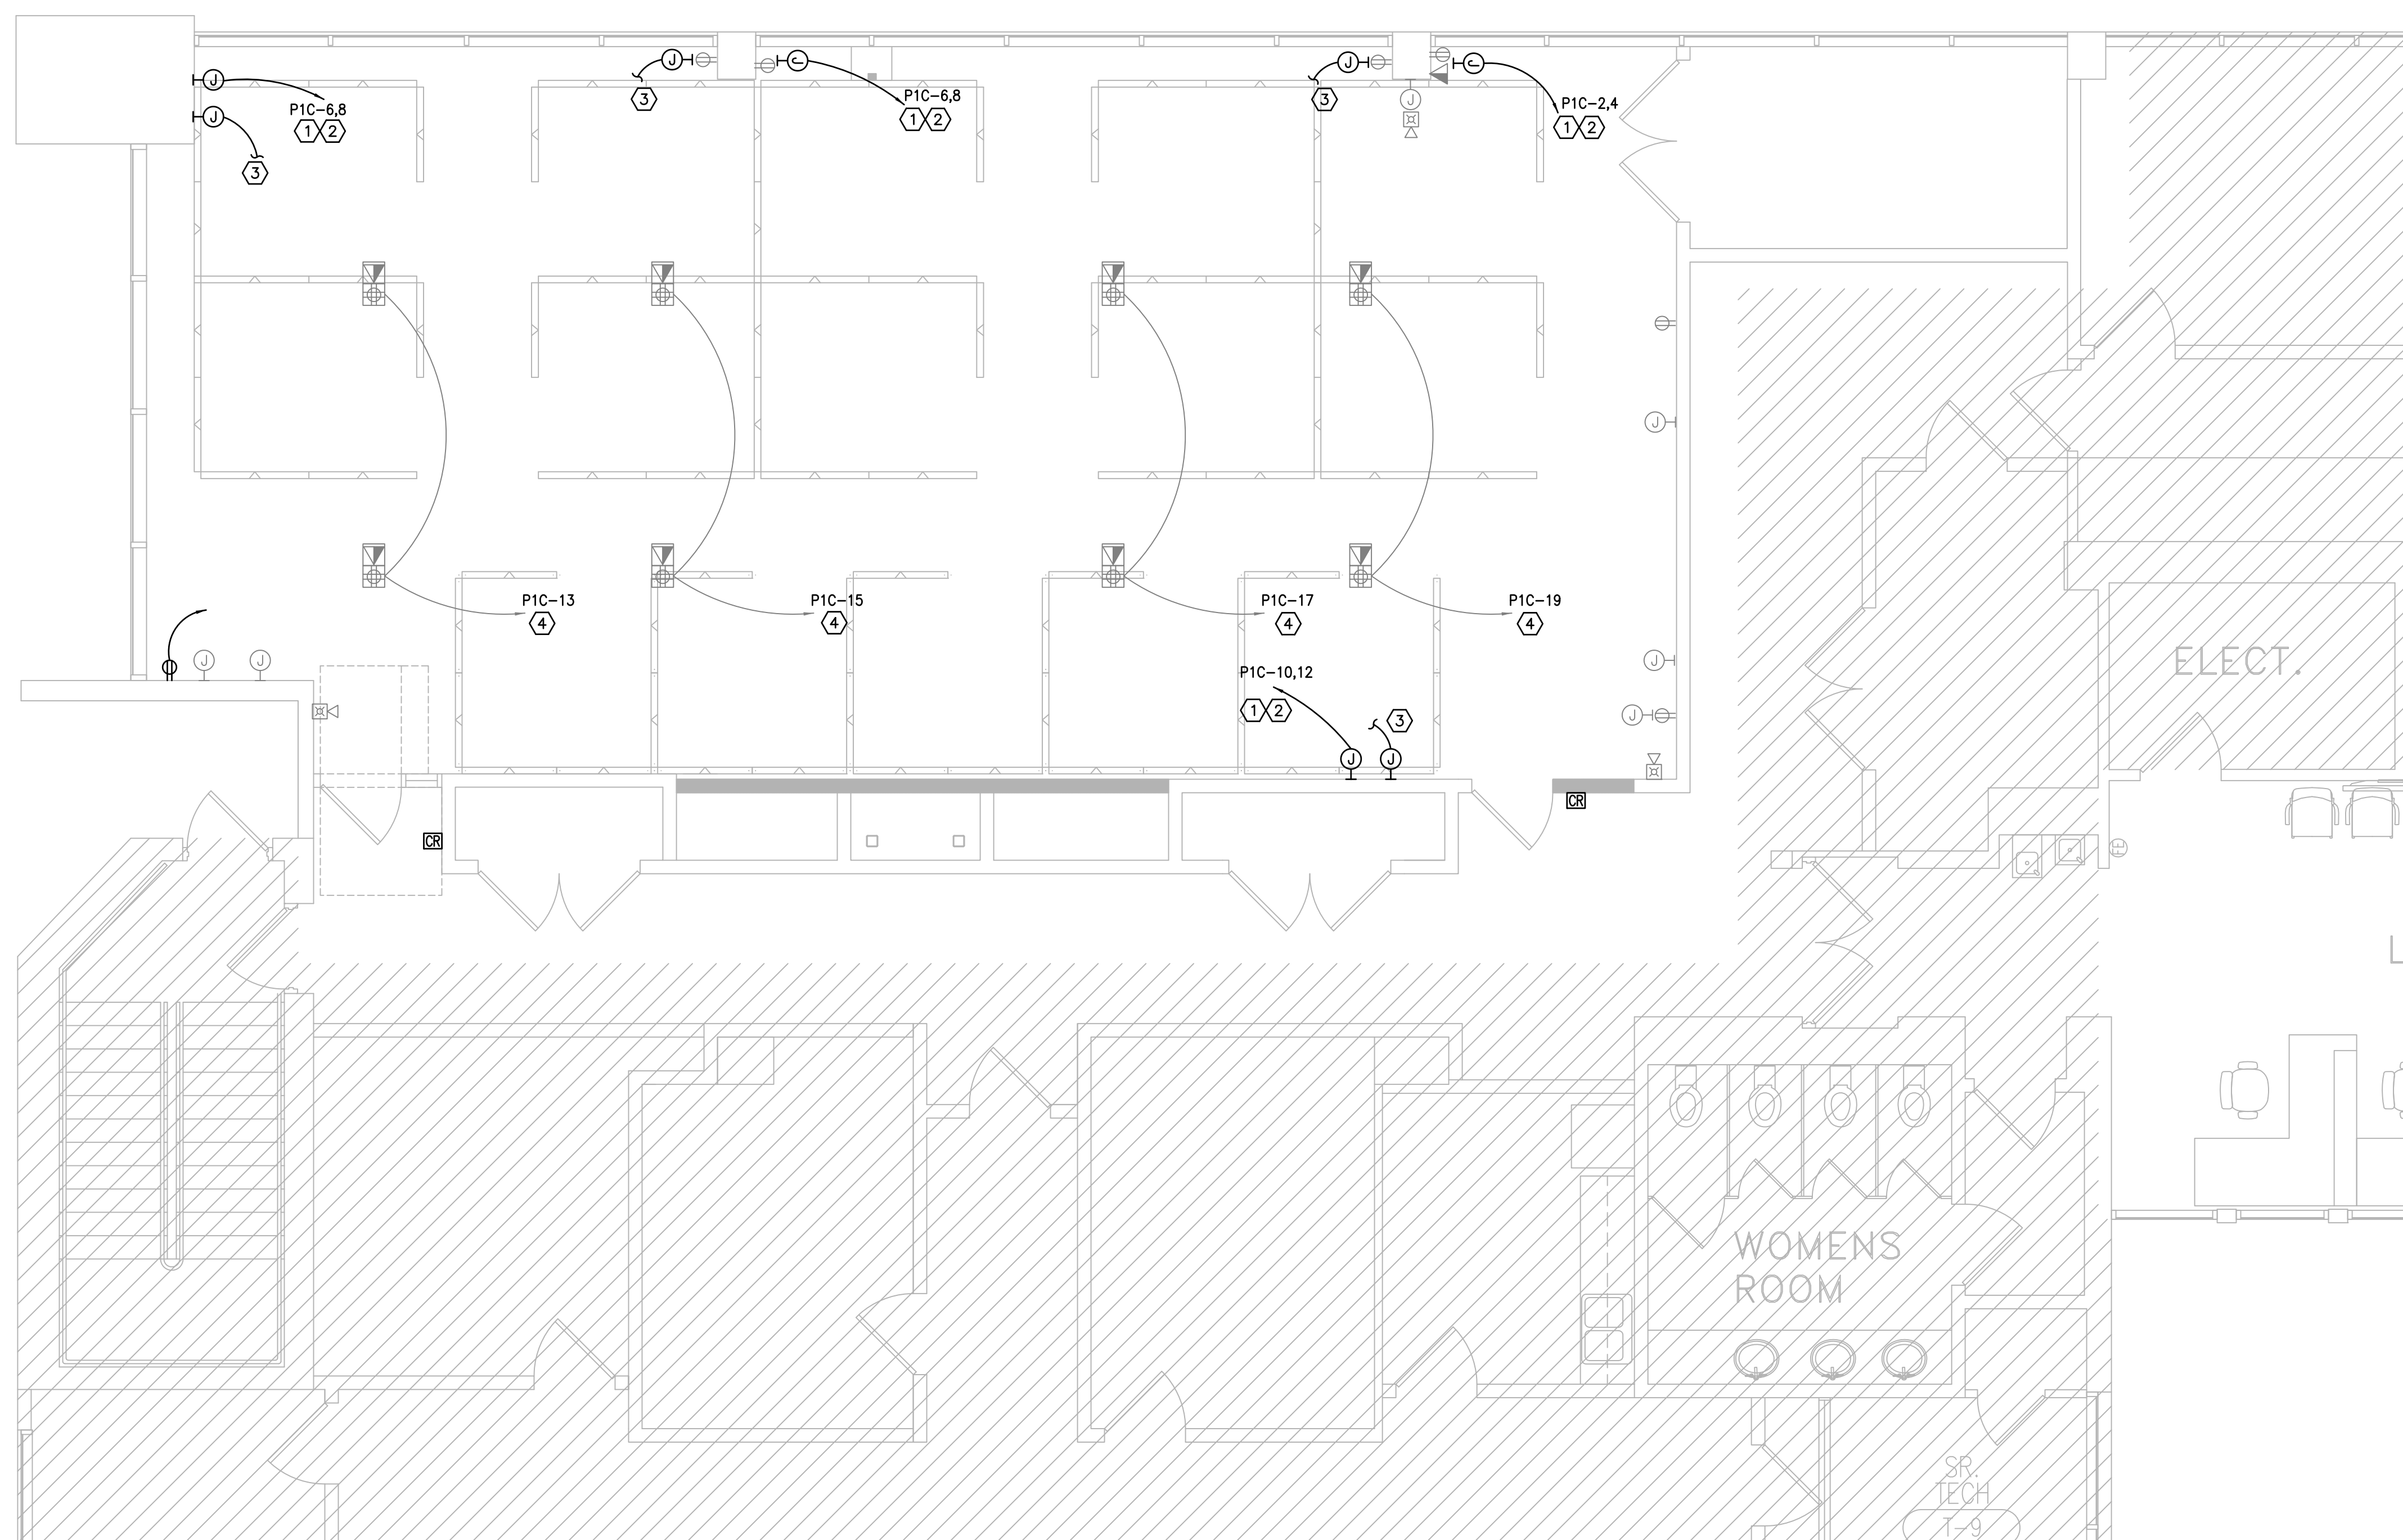 J
J
J
J
J
J
P1C-6,8
1 2
3
3
P1C-6,8
1 2
3
J
P1C-2,4
1 2
J
P1C-13
4
P1C-15
4
P1C-17
4
P1C-19
4
J
J
J
J
P1C-10,12
1 2
3
J
J
CR
CR
ELECT.
L
WOMENS
ROOM
SR.
TECH
T-9